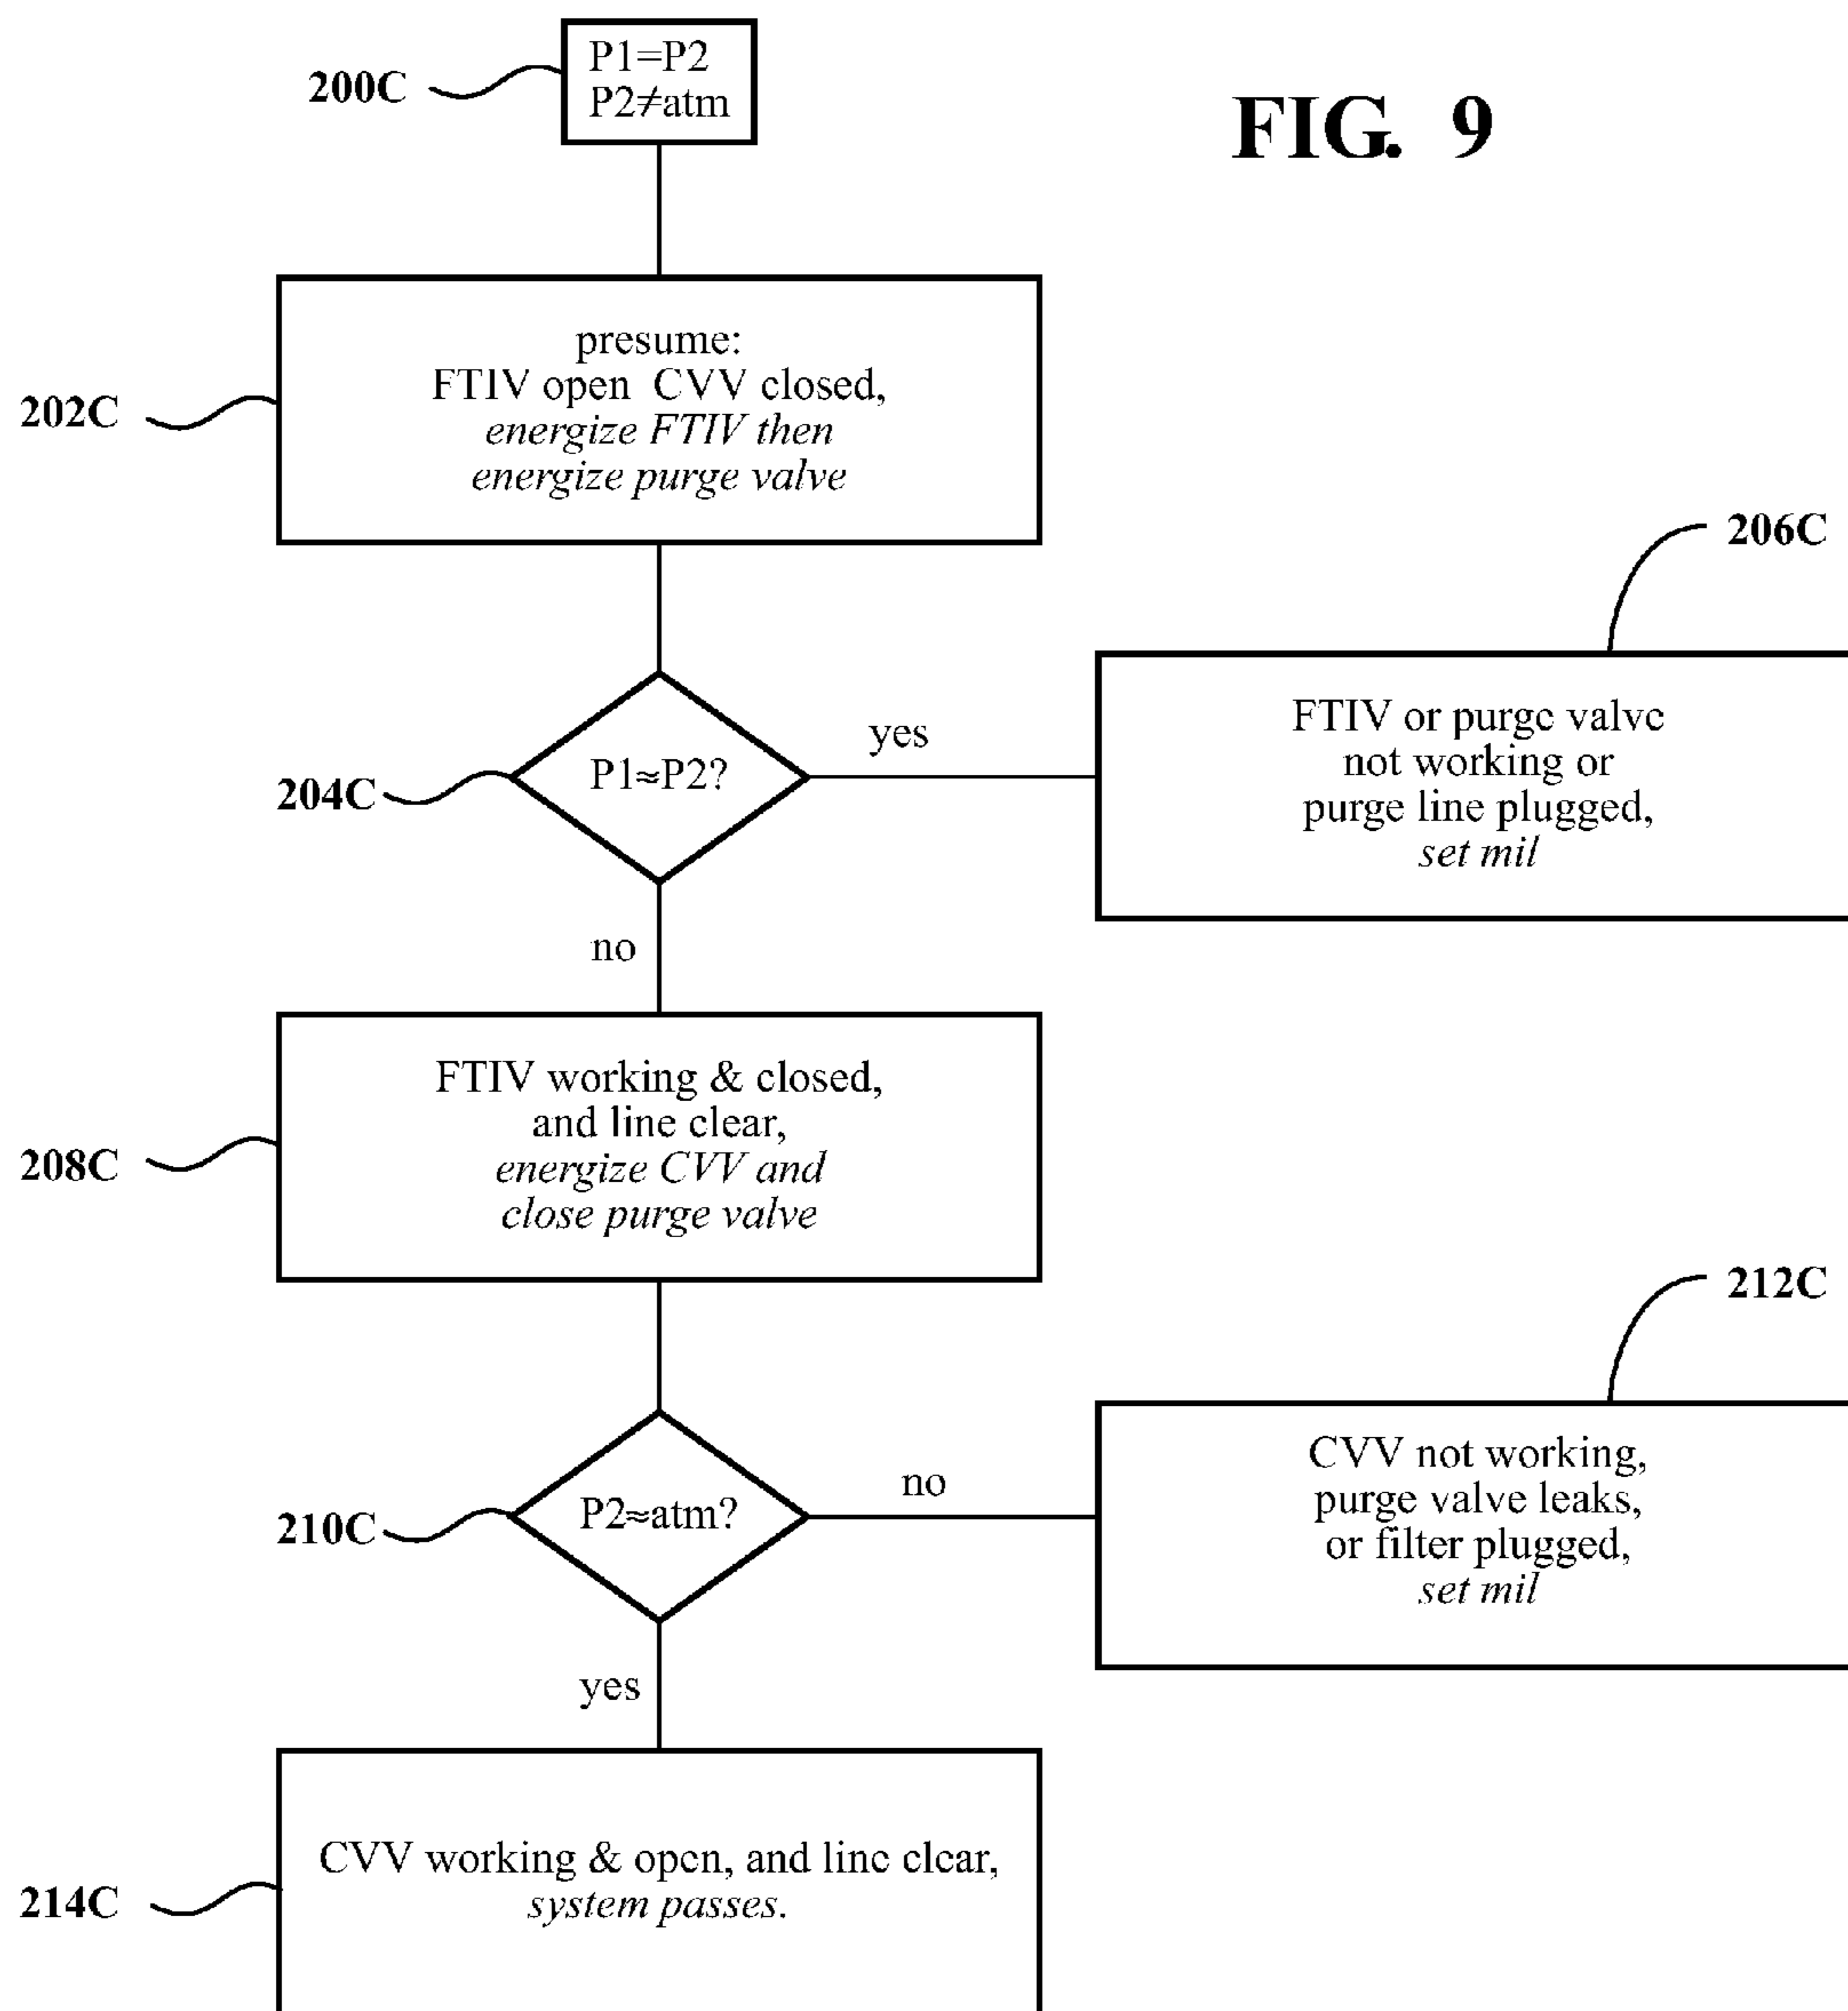 FIG. 9
200C
P1=P2
P2≠atm
202C
presume:
FTIV open CVV closed,
energize FTIV then
energize purge valve
204C
P1≈P2?
yes
206C
FTIV or purge valve
not working or
purge line plugged,
set mil
no
208C
FTIV working & closed,
and line clear,
energize CVV and
close purge valve
210C
P2≈atm?
no
212C
CVV not working,
purge valve leaks,
or filter plugged,
set mil
yes
214C
CVV working & open, and line clear,
system passes.